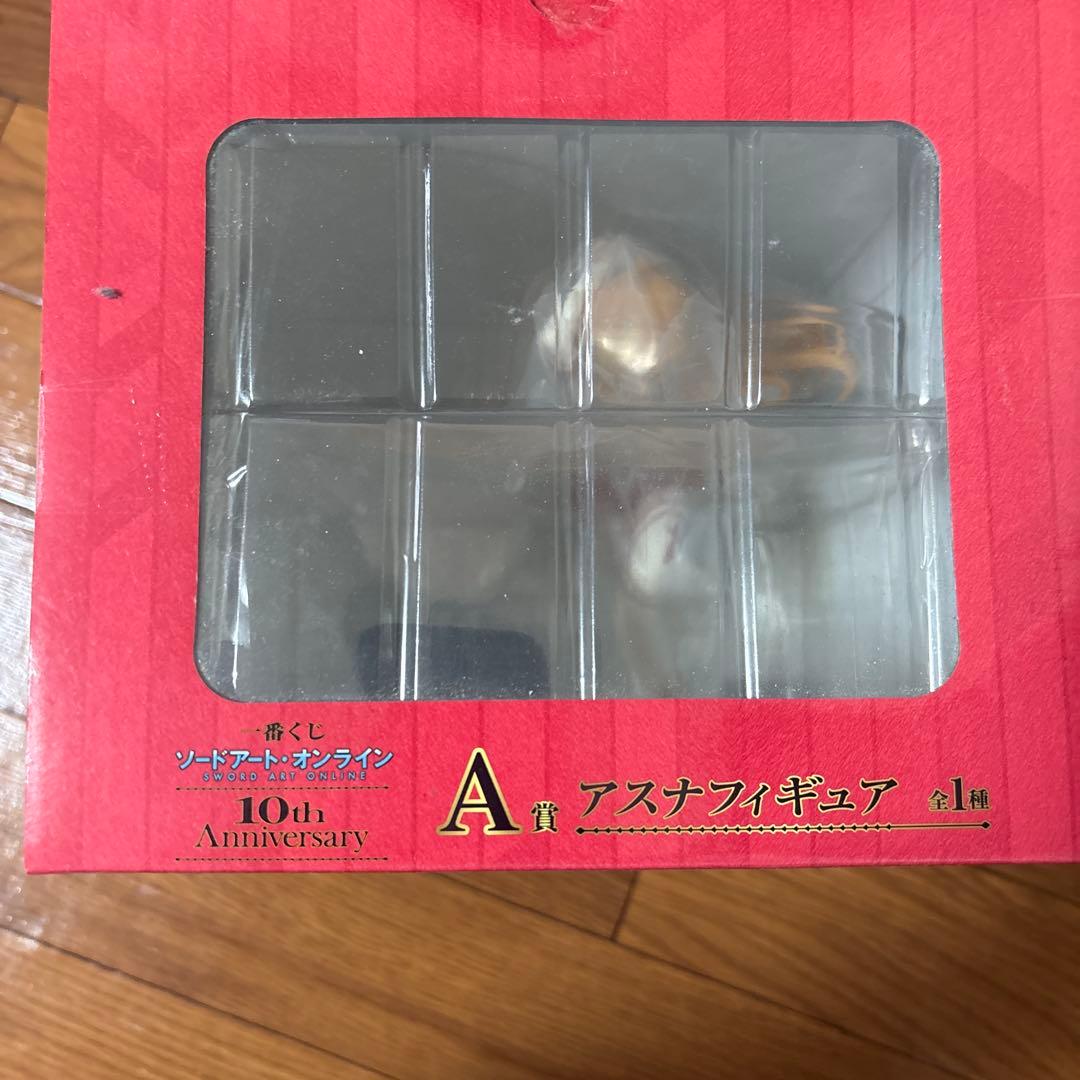 一番くじ
ソードアート・オンライン
SWORD ART ONLINE
10th
Anniversary
A賞 アスナフィギュア 全1種